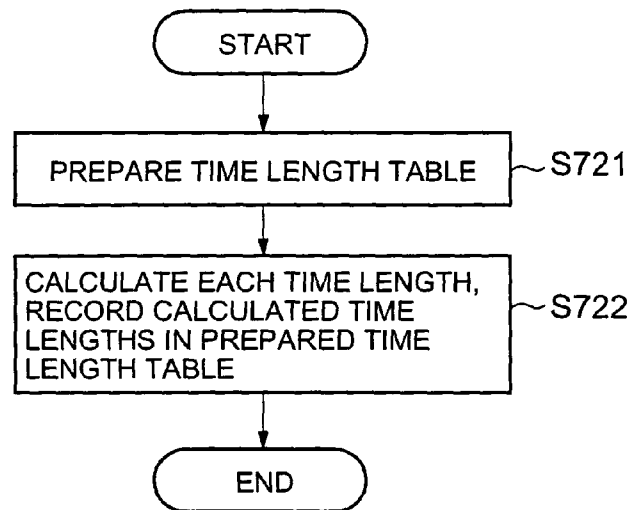 START
PREPARE TIME LENGTH TABLE
S721
CALCULATE EACH TIME LENGTH,
RECORD CALCULATED TIME
LENGTHS IN PREPARED TIME
LENGTH TABLE
S722
END